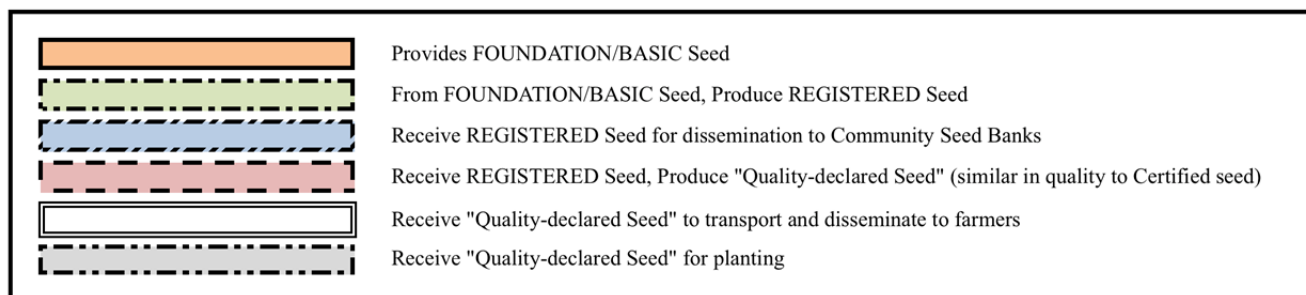 Provides FOUNDATION/BASIC Seed
From FOUNDATION/BASIC Seed, Produce REGISTERED Seed
Receive REGISTERED Seed for dissemination to Community Seed Banks
Receive REGISTERED Seed, Produce "Quality-declared Seed" (similar in quality to Certified seed)
Receive "Quality-declared Seed" to transport and disseminate to farmers
Receive "Quality-declared Seed" for planting